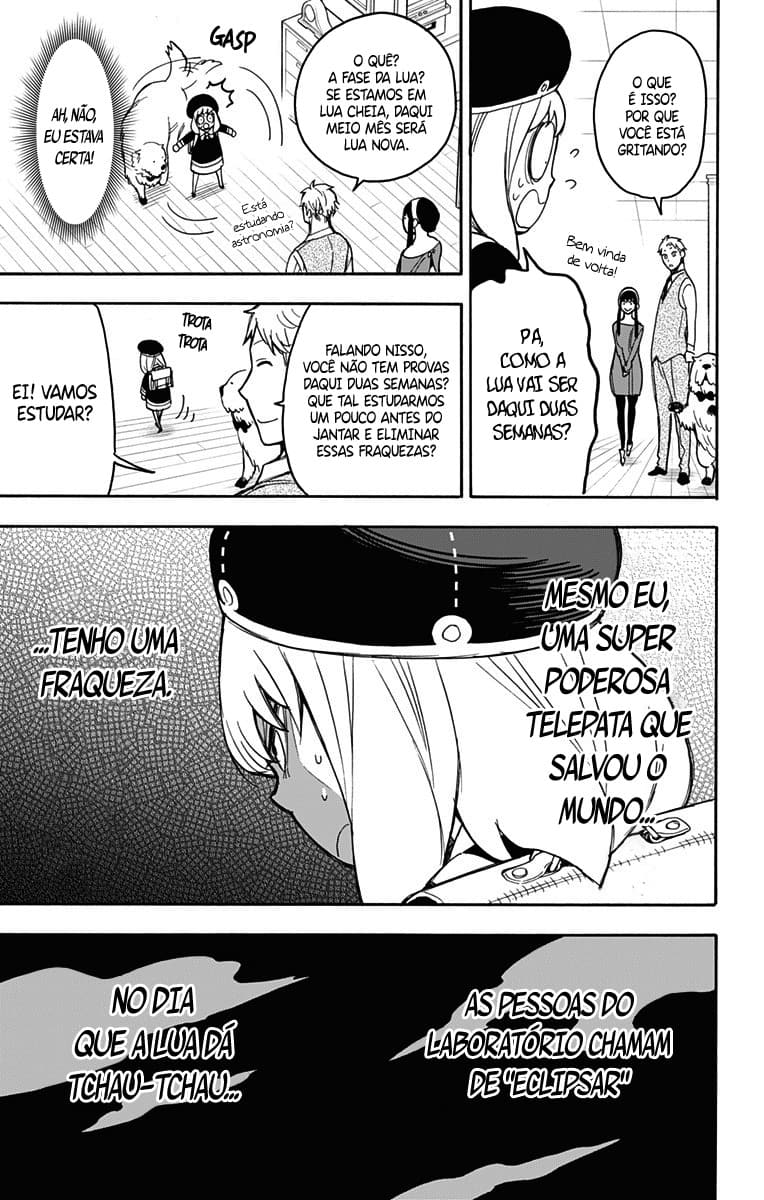 O QUE
É ISSO?
POR QUE
VOCÊ ESTÁ
GRITANDO?
Bem vinda
de volta!
PA,
COMO A
LUA VAI SER
DAQUI DUAS
SEMANAS?
O QUÊ?
A FASE DA LUA?
SE ESTAMOS EM
LUA CHEIA, DAQUI
MEIO MÊS SERÁ
LUA NOVA.
Está
estudando
astronomia?
GASP
AH, NÃO,
EU ESTAVA
CERTA!
FALANDO NISSO,
VOCÊ NÃO TEM PROVAS
DAQUI DUAS SEMANAS?
QUE TAL ESTUDARMOS
UM POUCO ANTES DO
JANTAR E ELIMINAR
ESSAS FRAQUEZAS?
TROTA
TROTA
EI! VAMOS
ESTUDAR?
MESMO EU,
UMA SUPER
PODEROSA
TELEPATA QUE
SALVOU O
MUNDO...
...TENHO UMA
FRAQUEZA.
AS PESSOAS DO
LABORATÓRIO CHAMAM
DE "ECLIPSAR"
NO DIA
QUE A LUA DÁ
TCHAU-TCHAU...